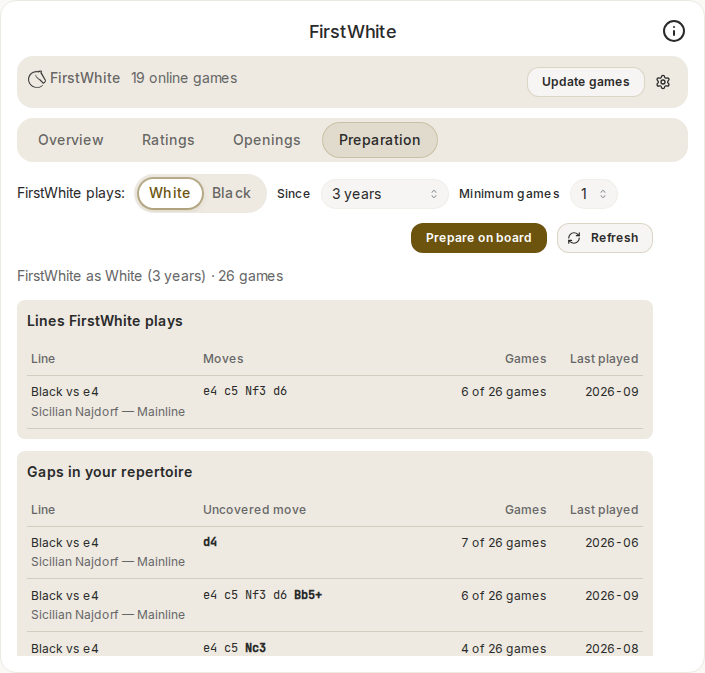 FirstWhite
FirstWhite 19 online games
Update games
Overview Ratings Openings Preparation
FirstWhite plays: White Black Since 3 years Minimum games 1
Prepare on board Refresh
FirstWhite as White (3 years) · 26 games
Lines FirstWhite plays
Line Moves Games Last played
Black vs e4 e4 c5 Nf3 d6 6 of 26 games 2026-09
Sicilian Najdorf — Mainline
Gaps in your repertoire
Line Uncovered move Games Last played
Black vs e4 d4 7 of 26 games 2026-06
Sicilian Najdorf — Mainline
Black vs e4 e4 c5 Nf3 d6 Bb5+ 6 of 26 games 2026-09
Sicilian Najdorf — Mainline
Black vs e4 e4 c5 Nc3 4 of 26 games 2026-08